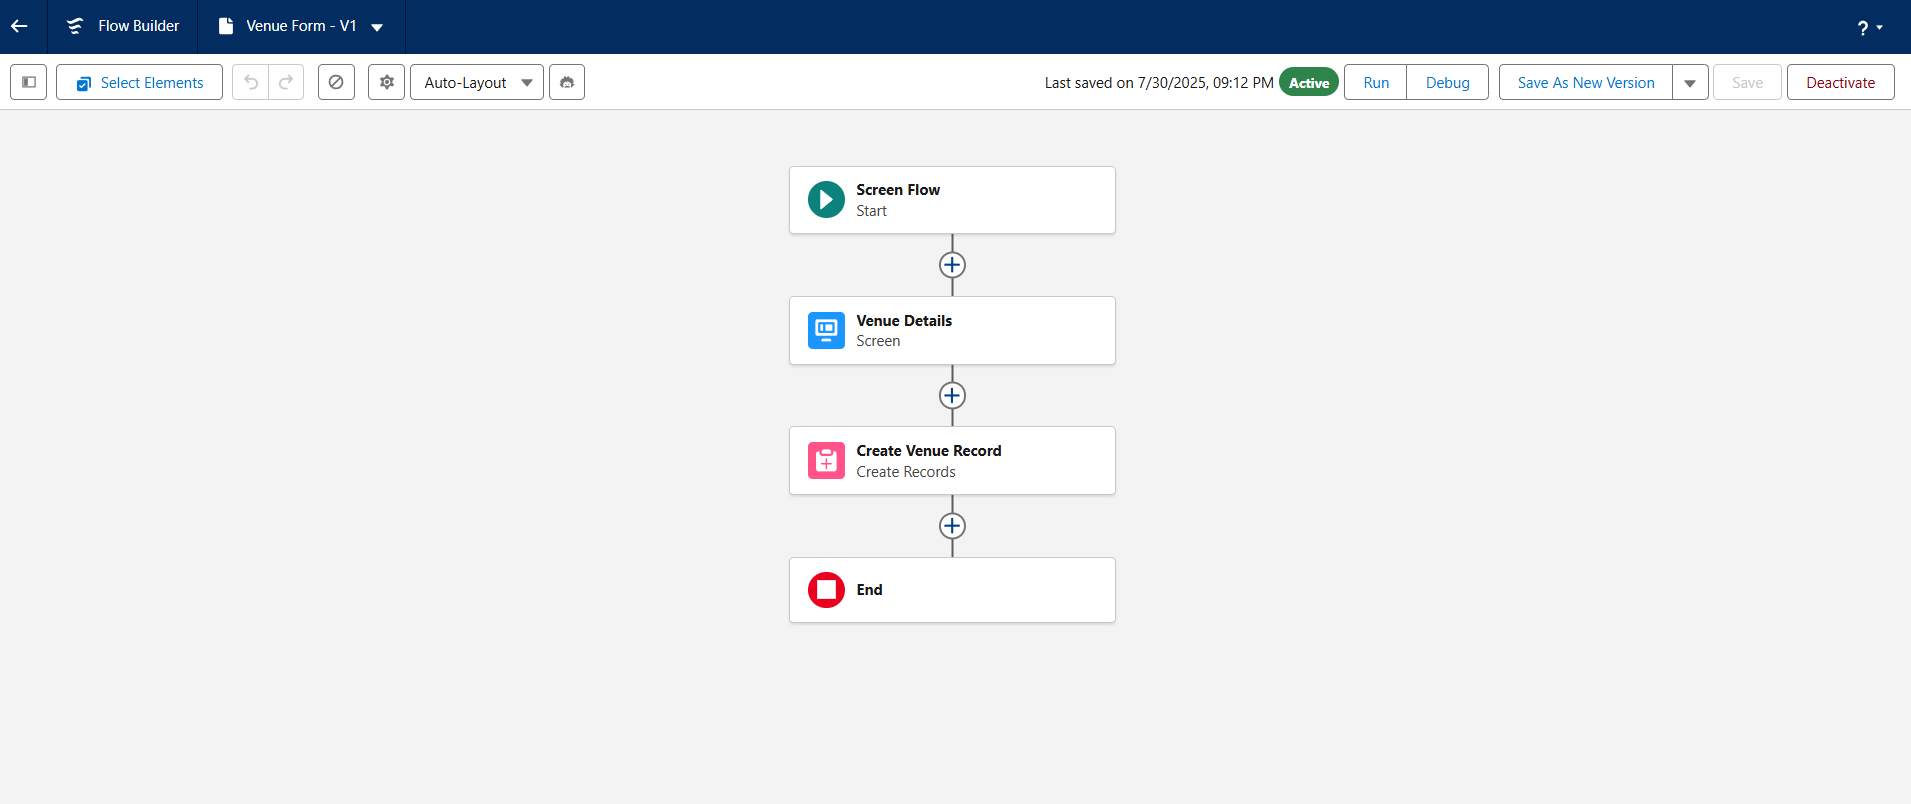 Flow Builder
Venue Form - V1
?
Select Elements
Auto-Layout
Last saved on 7/30/2025, 09:12 PM
Active
Run
Debug
Save As New Version
Save
Deactivate
Screen Flow
Start
Venue Details
Screen
Create Venue Record
Create Records
End